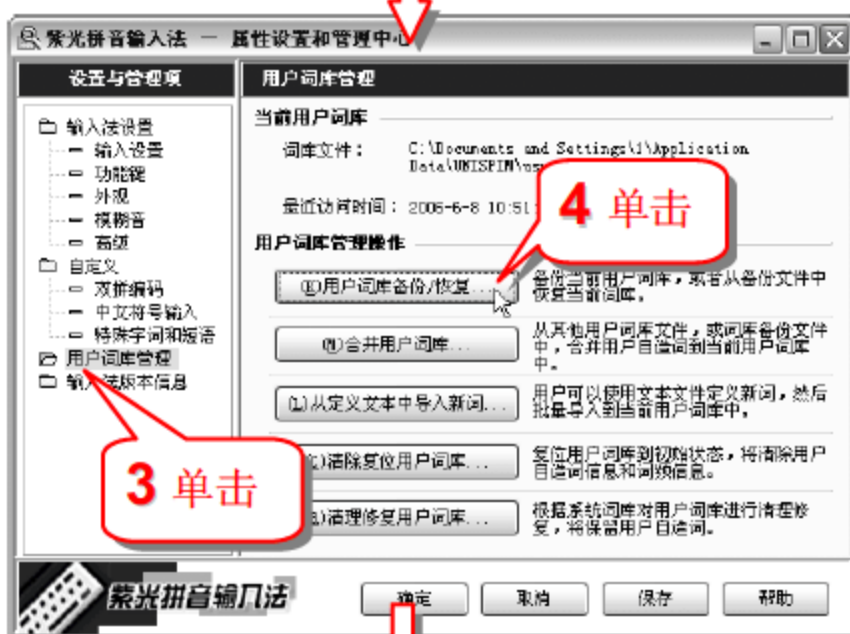 紫光拼音输入法 — 属性设置和管理中心
设置与管理项
用户词库管理
输入法设置
输入设置
功能键
外观
模糊音
高级
自定义
双拼编码
中文符号输入
特殊字词和短语
用户词库管理
输入法版本信息
3 单击
当前用户词库
词库文件: C:\Documents and Settings\1\Application
Data\UNISPIM\
最近访问时间: 2006-6-8 10:51:
4 单击
用户词库管理操作
用户词库备份/恢复...
备份当前用户词库,或者从备份文件中
恢复当前词库。
合并用户词库...
从其他用户词库文件,或词库备份文件
中,合并用户自造词到当前用户词库
中。
(L)从定义文本中导入新词...
用户可以使用文本文件定义新词,然后
批量导入到当前用户词库中。
)清除复位用户词库...
复位用户词库到初始状态,将清除用户
自造词信息和词频信息。
)清理修复用户词库...
根据系统词库对用户词库进行清理修
复,将保留用户自造词。
紫光拼音输入法
确定
取消
保存
帮助